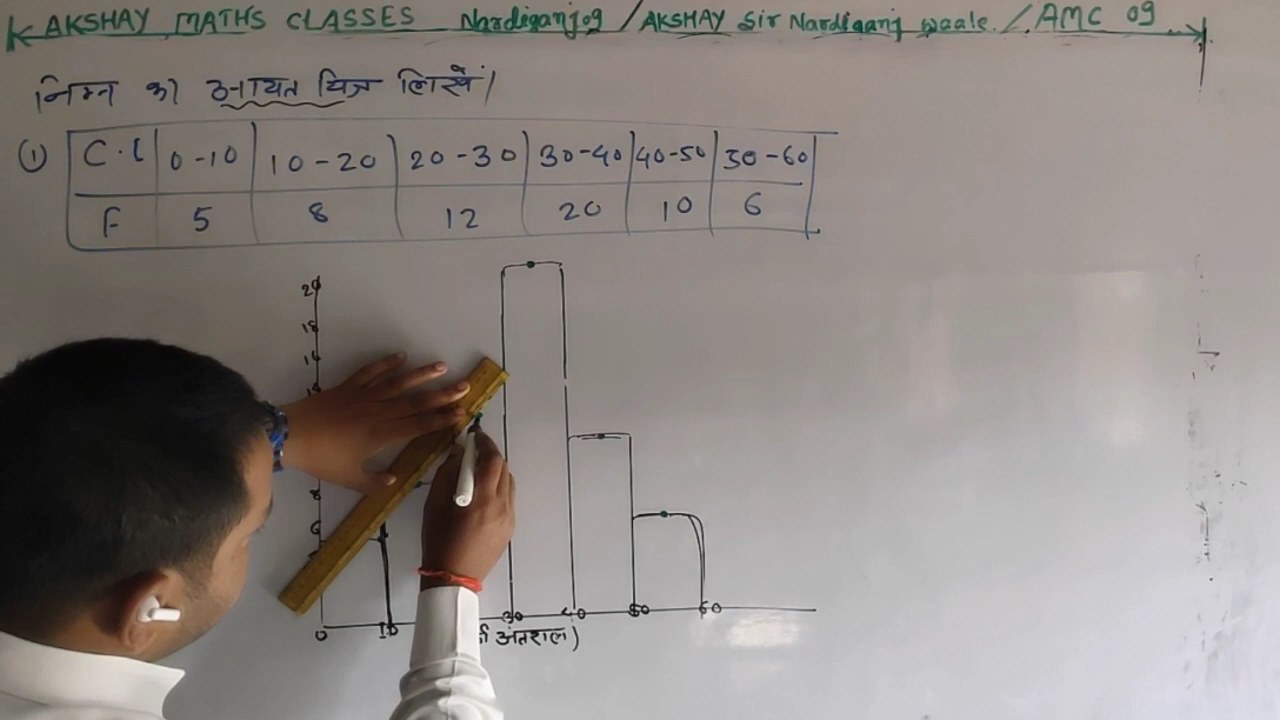 AKSHAY MATHS CLASSES Nardiganj 09 / AKSHAY Sir Nardiganj waale. / AMC 09
निम्न का आयत चित्र लिखें।
① C.I 0-10 10-20 20-30 30-40 40-50 50-60
F 5 8 12 20 10 6
20
18
16
14
8
6
0 10 30 40 50 60
अंतराल)